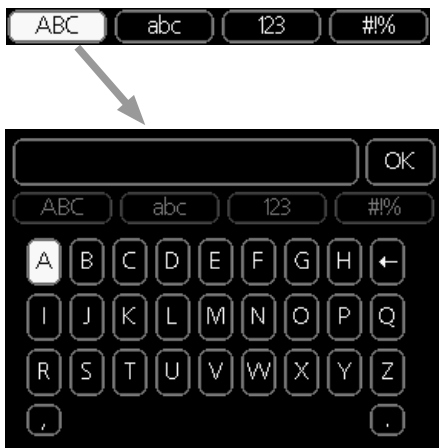 ABC abc 123 #!%
OK
ABC abc 123 #!%
A B C D E F G H ←
I J K L M N O P Q
R S T U V W X Y Z
, .